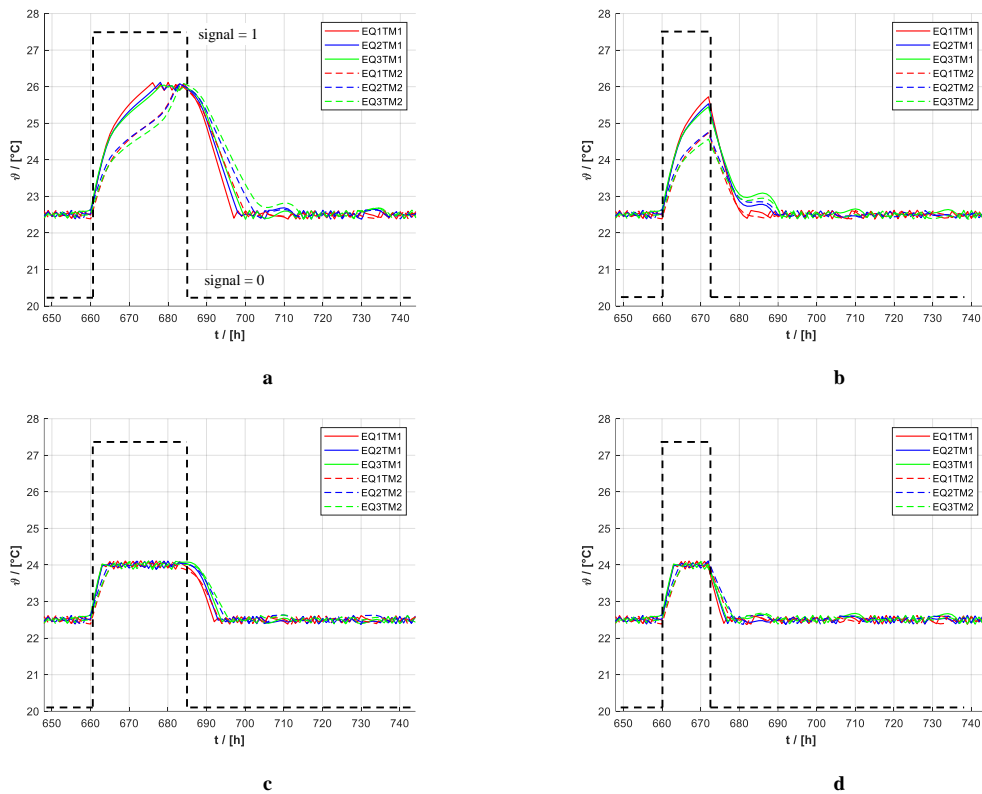 28
27
26
25
24
23
22
21
20
ϑ / [°C]
signal = 1
signal = 0
EQ1TM1
EQ2TM1
EQ3TM1
EQ1TM2
EQ2TM2
EQ3TM2
650 660 670 680 690 700 710 720 730 740
t / [h]
a
28
27
26
25
24
23
22
21
20
ϑ / [°C]
EQ1TM1
EQ2TM1
EQ3TM1
EQ1TM2
EQ2TM2
EQ3TM2
650 660 670 680 690 700 710 720 730 740
t / [h]
b
28
27
26
25
24
23
22
21
20
ϑ / [°C]
EQ1TM1
EQ2TM1
EQ3TM1
EQ1TM2
EQ2TM2
EQ3TM2
650 660 670 680 690 700 710 720 730 740
t / [h]
c
28
27
26
25
24
23
22
21
20
ϑ / [°C]
EQ1TM1
EQ2TM1
EQ3TM1
EQ1TM2
EQ2TM2
EQ3TM2
650 660 670 680 690 700 710 720 730 740
t / [h]
d